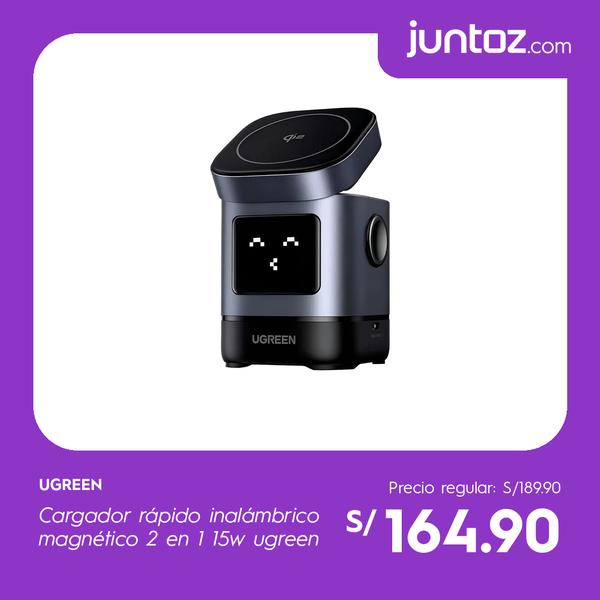 juntoz.com
qi2
UGREEN
UGREEN
Precio regular: S/189.90
Cargador rápido inalámbrico
magnético 2 en 1 15w ugreen
S/164.90